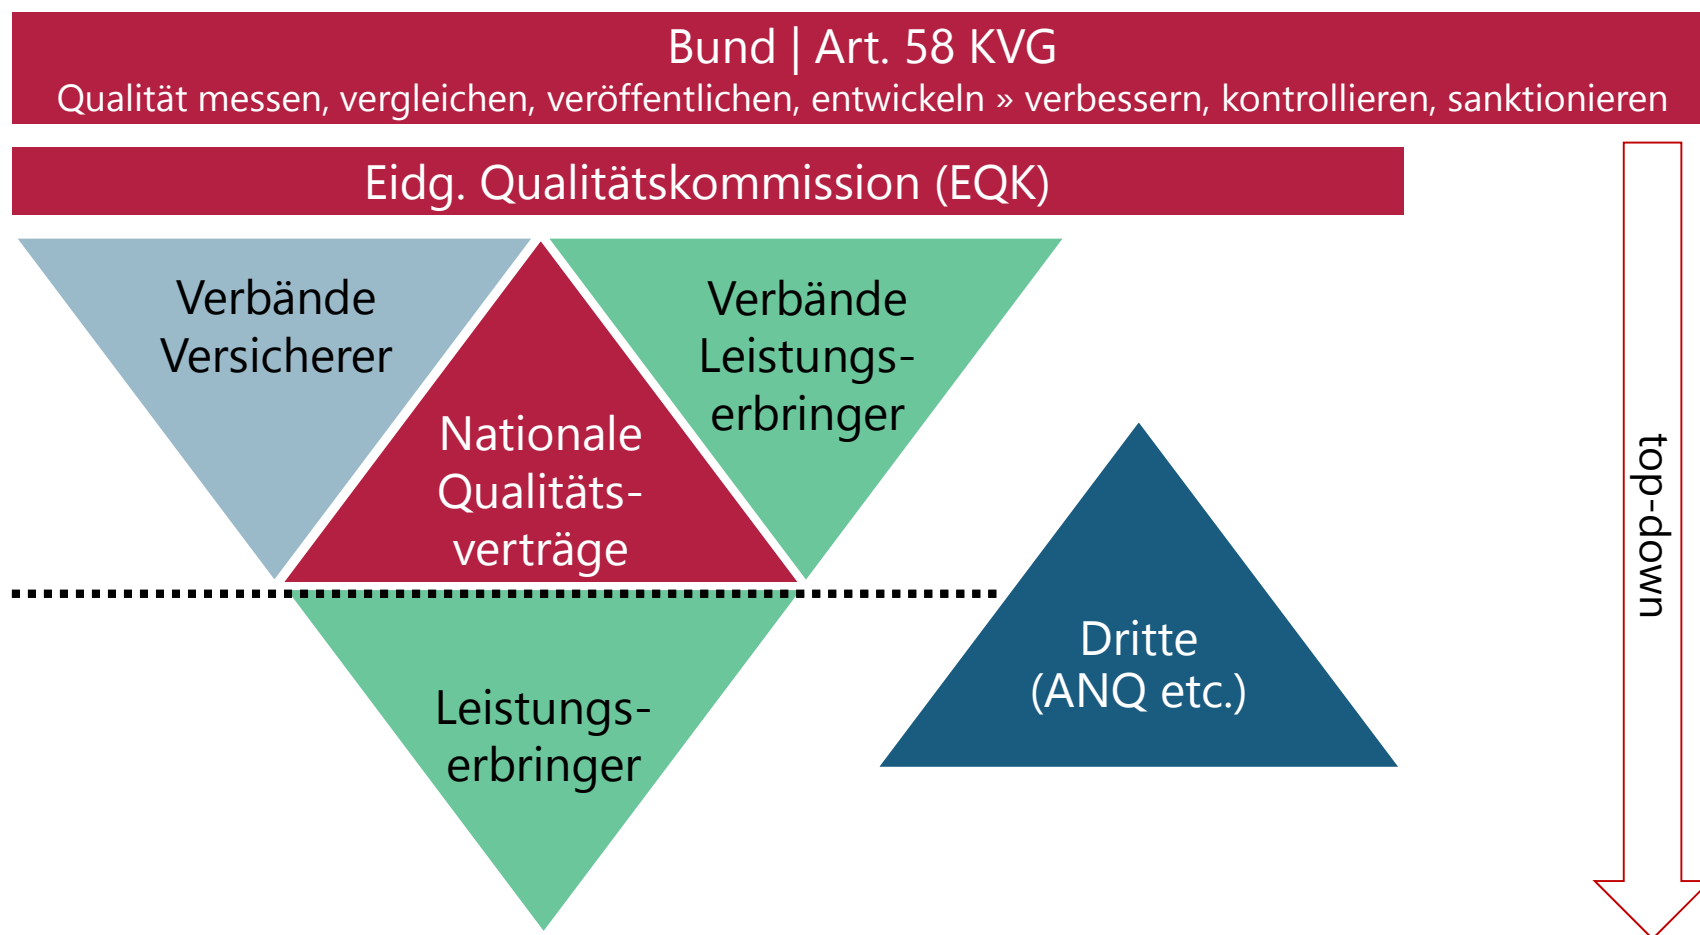 Bund | Art. 58 KVG
Qualität messen, vergleichen, veröffentlichen, entwickeln » verbessern, kontrollieren, sanktionieren
Eidg. Qualitätskommission (EQK)
Verbände
Versicherer
Verbände
Leistungs-
erbringer
Nationale
Qualitäts-
verträge
Leistungs-
erbringer
Dritte
(ANQ etc.)
top-down